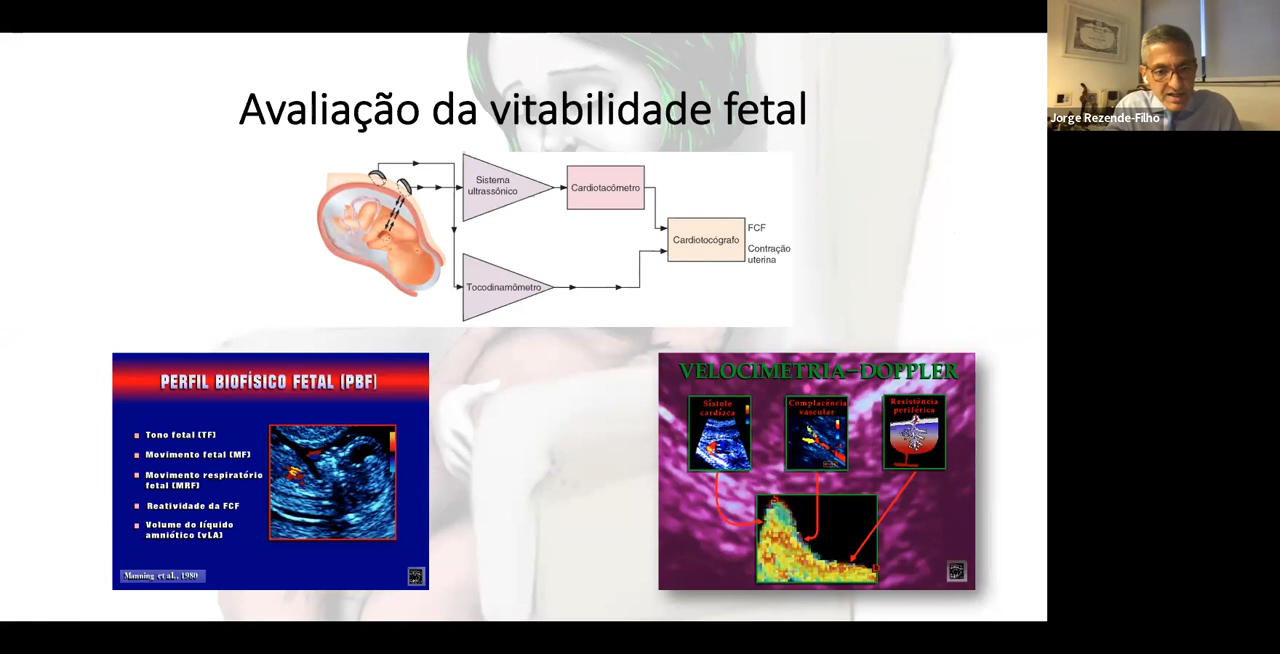 Avaliação da vitabilidade fetal
Jorge Rezende-Filho
Sistema
ultrassônico
Cardiotacômetro
Cardiotocógrafo
FCF
Contração
uterina
Tocodinamômetro
PERFIL BIOFÍSICO FETAL (PBF)
Tono fetal (TF)
Movimento fetal (MF)
Movimento respiratório
fetal (MRF)
Reatividade da FCF
Volume do líquido
amniótico (vLA)
Manning et al., 1980
VELOCIMETRIA-DOPPLER
Sístole
cardíaca
Complacência
vascular
Resistência
periférica
S
D